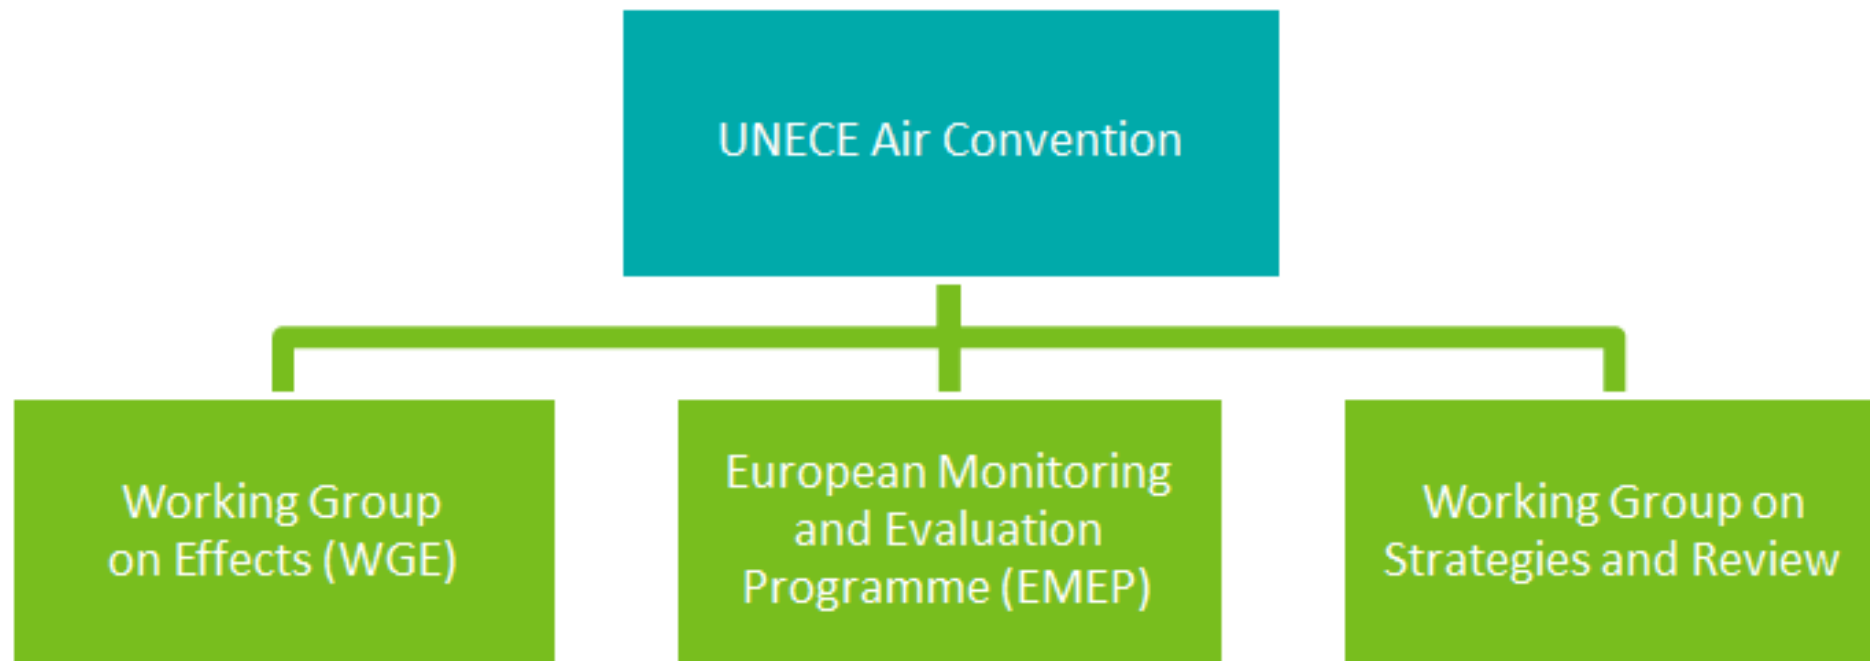 UNECE Air Convention
Working Group
on Effects (WGE)
European Monitoring
and Evaluation
Programme (EMEP)
Working Group on
Strategies and Review